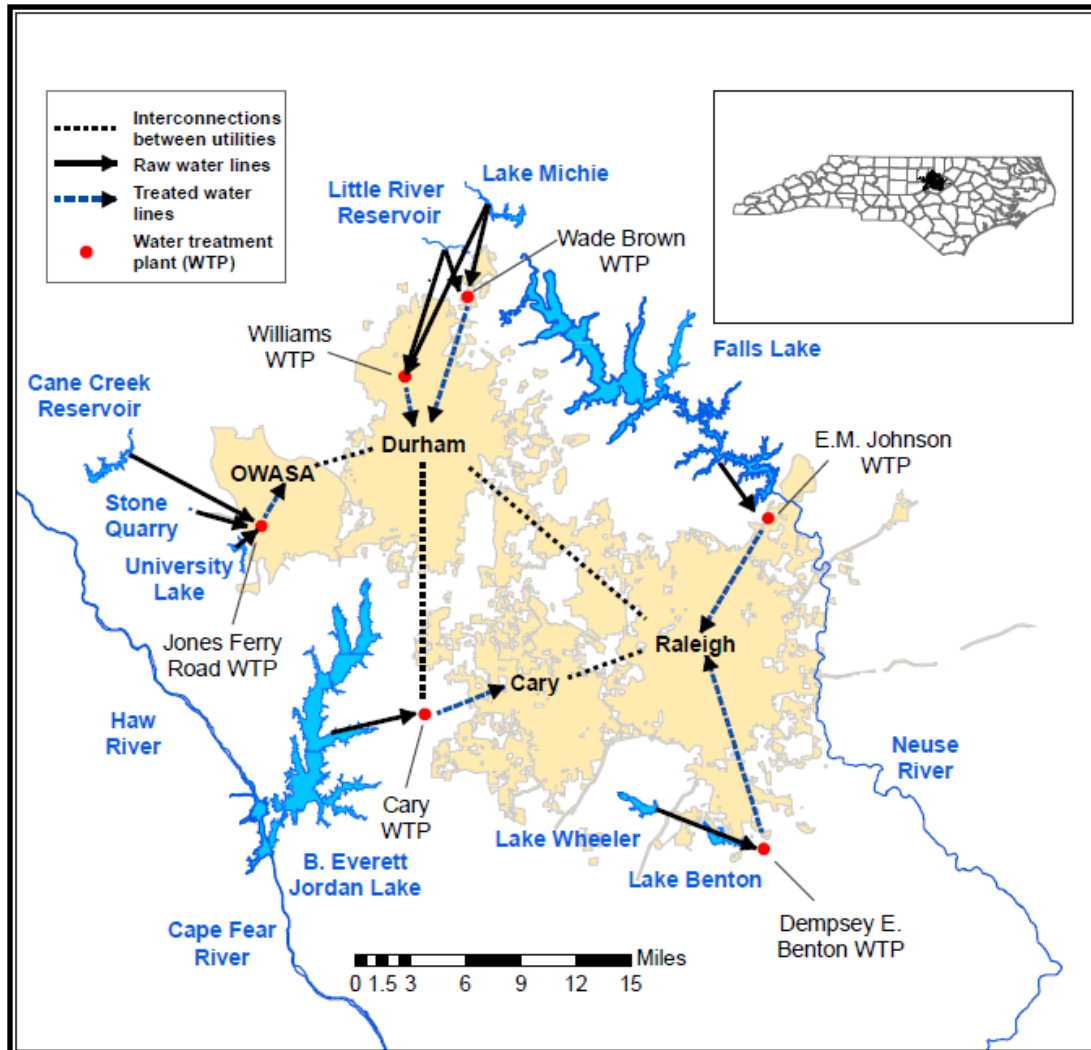 Interconnections
between utilities
Raw water lines
Treated water
lines
Water treatment
plant (WTP)
Lake Michie
Little River
Reservoir
Wade Brown
WTP
Williams
WTP
Falls Lake
Cane Creek
Reservoir
E.M. Johnson
WTP
Durham
OWASA
Stone
Quarry
University
Lake
Jones Ferry
Road WTP
Raleigh
Cary
Haw
River
Neuse
River
Cary
WTP
Lake Wheeler
B. Everett
Jordan Lake
Lake Benton
Cape Fear
River
Dempsey E.
Benton WTP
Miles
0 1.5 3 6 9 12 15